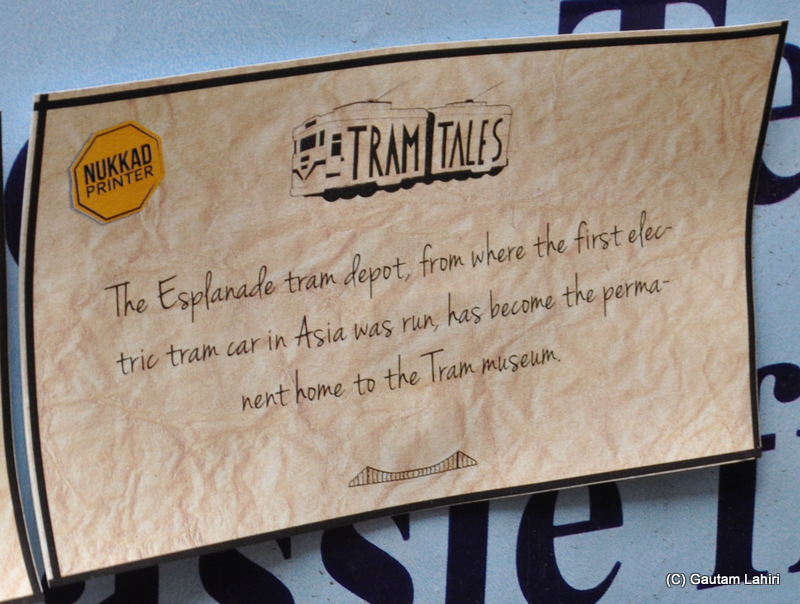 Te
NUKKAD
PRINTER
TRAM TALES
The Esplanade tram depot, from where the first elec-
tric tram car in Asia was run, has become the perma-
nent home to the Tram museum.
(C) Gautam Lahiri